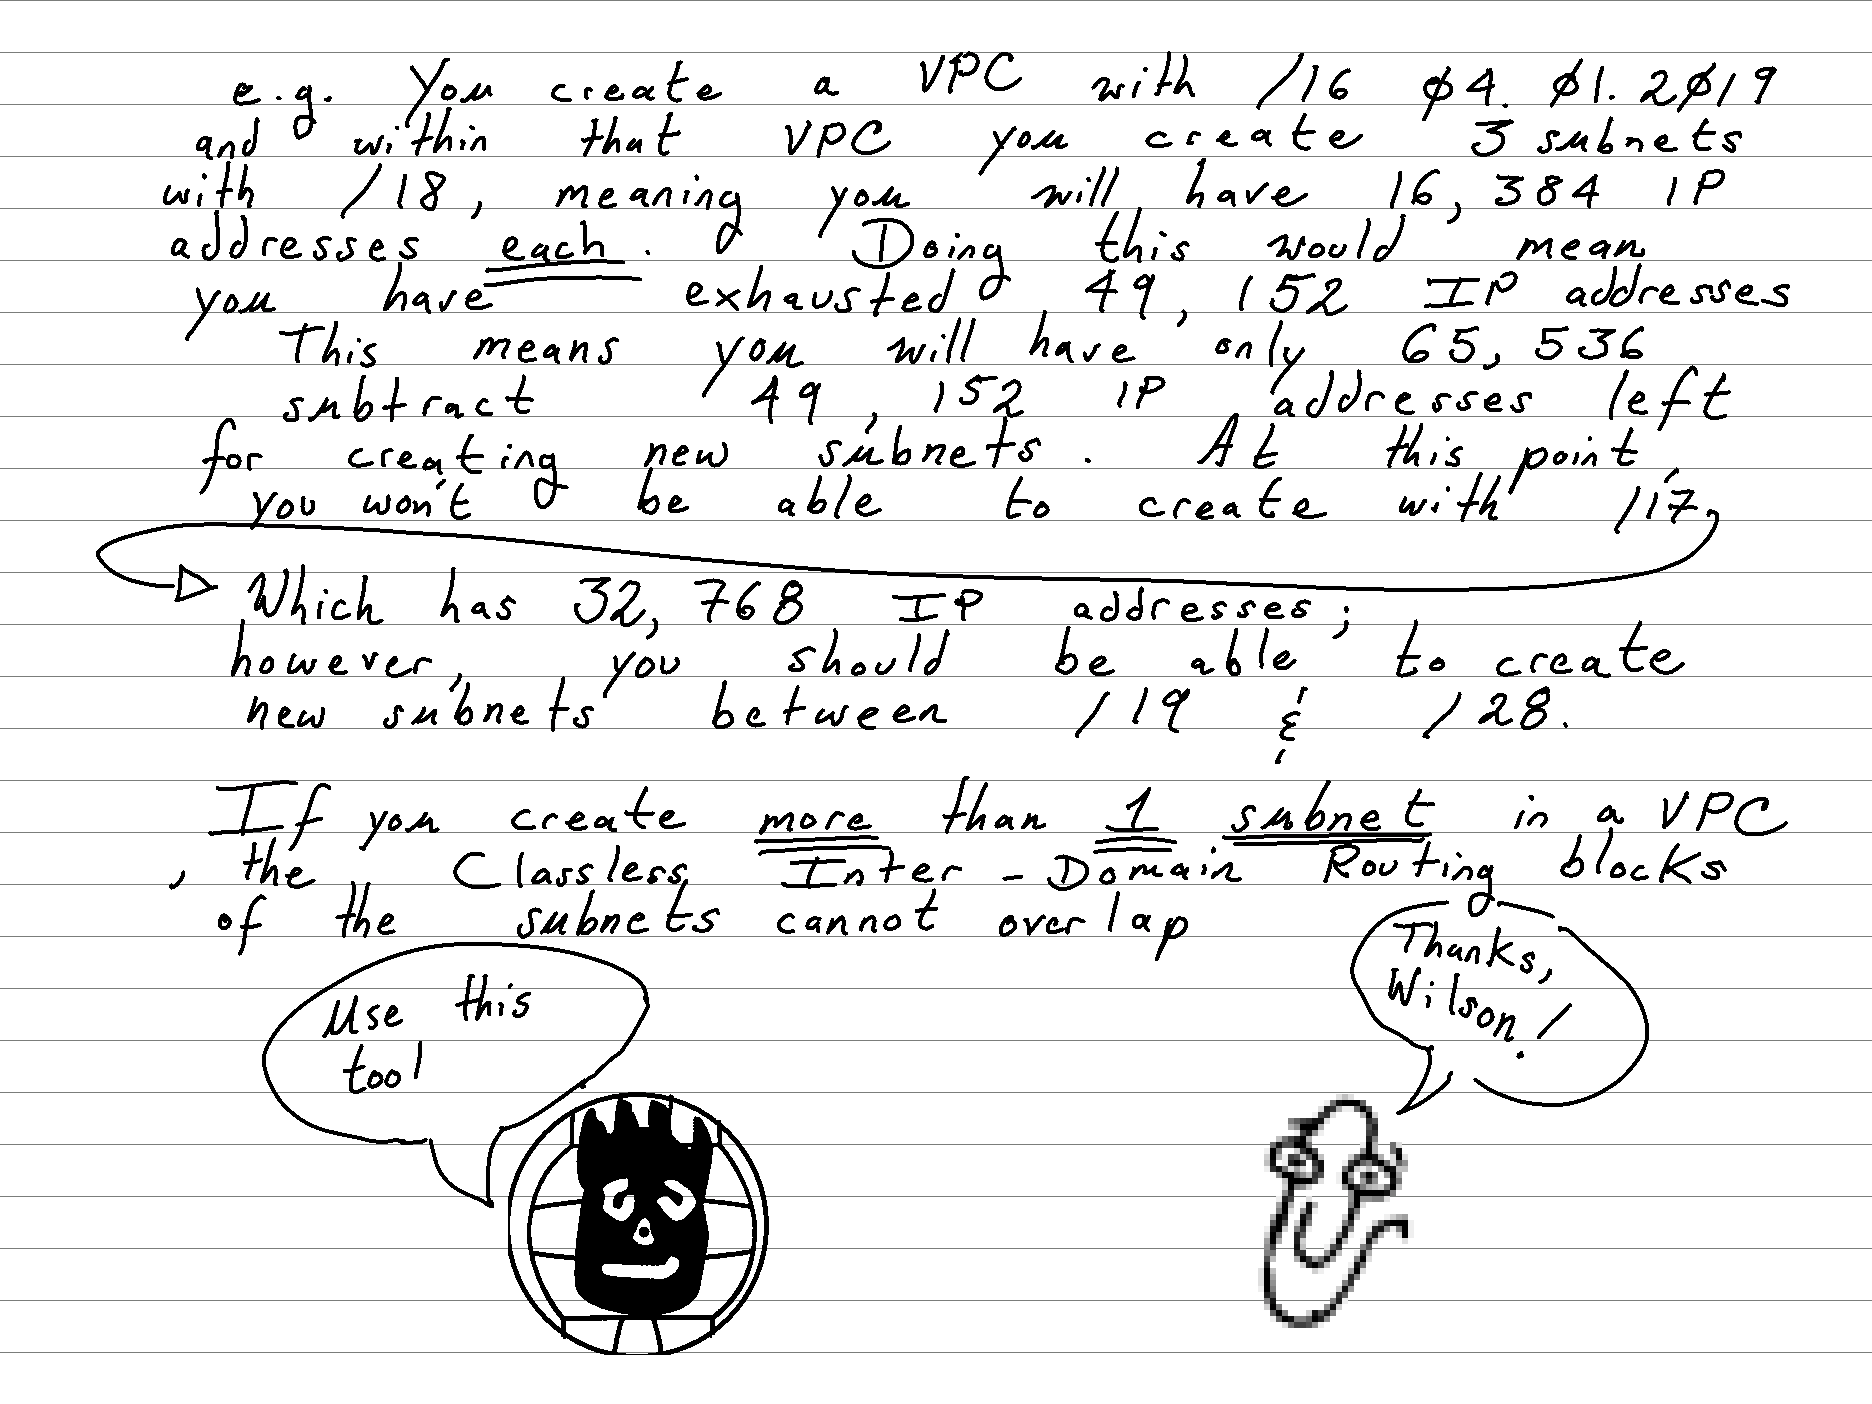 e.g. You create a VPC with /16 04. 01. 2019
and within that VPC you create 3 subnets
with /18, meaning you will have 16,384 IP
addresses each. Doing this would mean
you have exhausted 49,152 IP addresses
This means you will have only 65,536
subtract 49,152 IP addresses left
for creating new subnets. At this point,
you won't be able to create with /17,
Which has 32,768 IP addresses;
however, you should be able to create
new subnets between /19 & /28.
If you create more than 1 subnet in a VPC
, the Classless Inter-Domain Routing blocks
of the subnets cannot overlap
Use this
tool
Thanks,
Wilson!